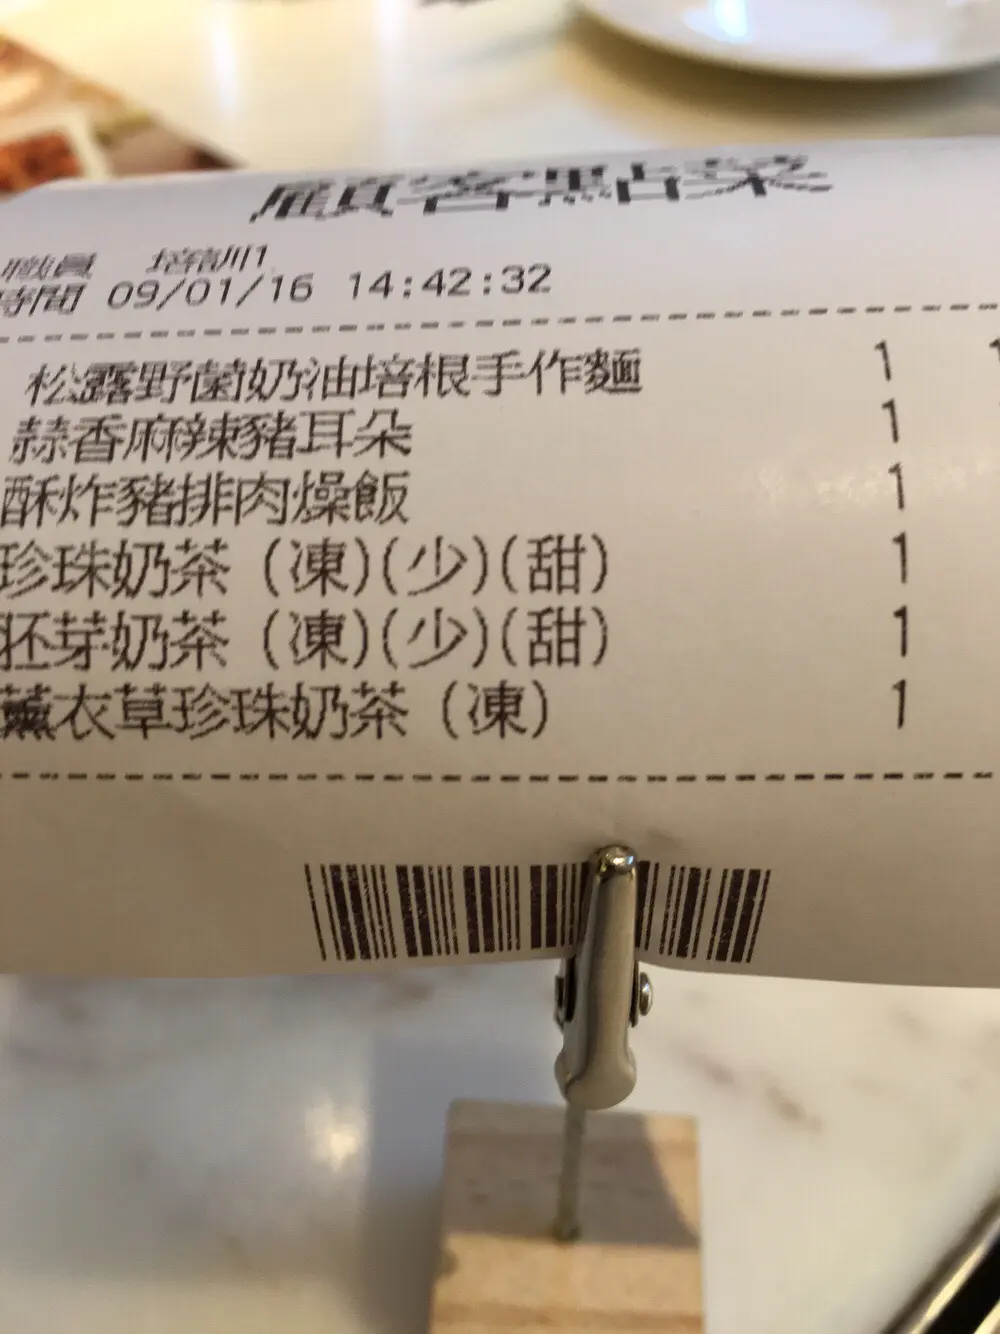 顧客點菜
職員 培訓1
時間 09/01/16 14:42:32
松露野菌奶油培根手作麵 1 1
蒜香麻辣豬耳朵 1
酥炸豬排肉燥飯 1
珍珠奶茶 (凍)(少)(甜) 1
胚芽奶茶 (凍)(少)(甜) 1
薰衣草珍珠奶茶 (凍) 1